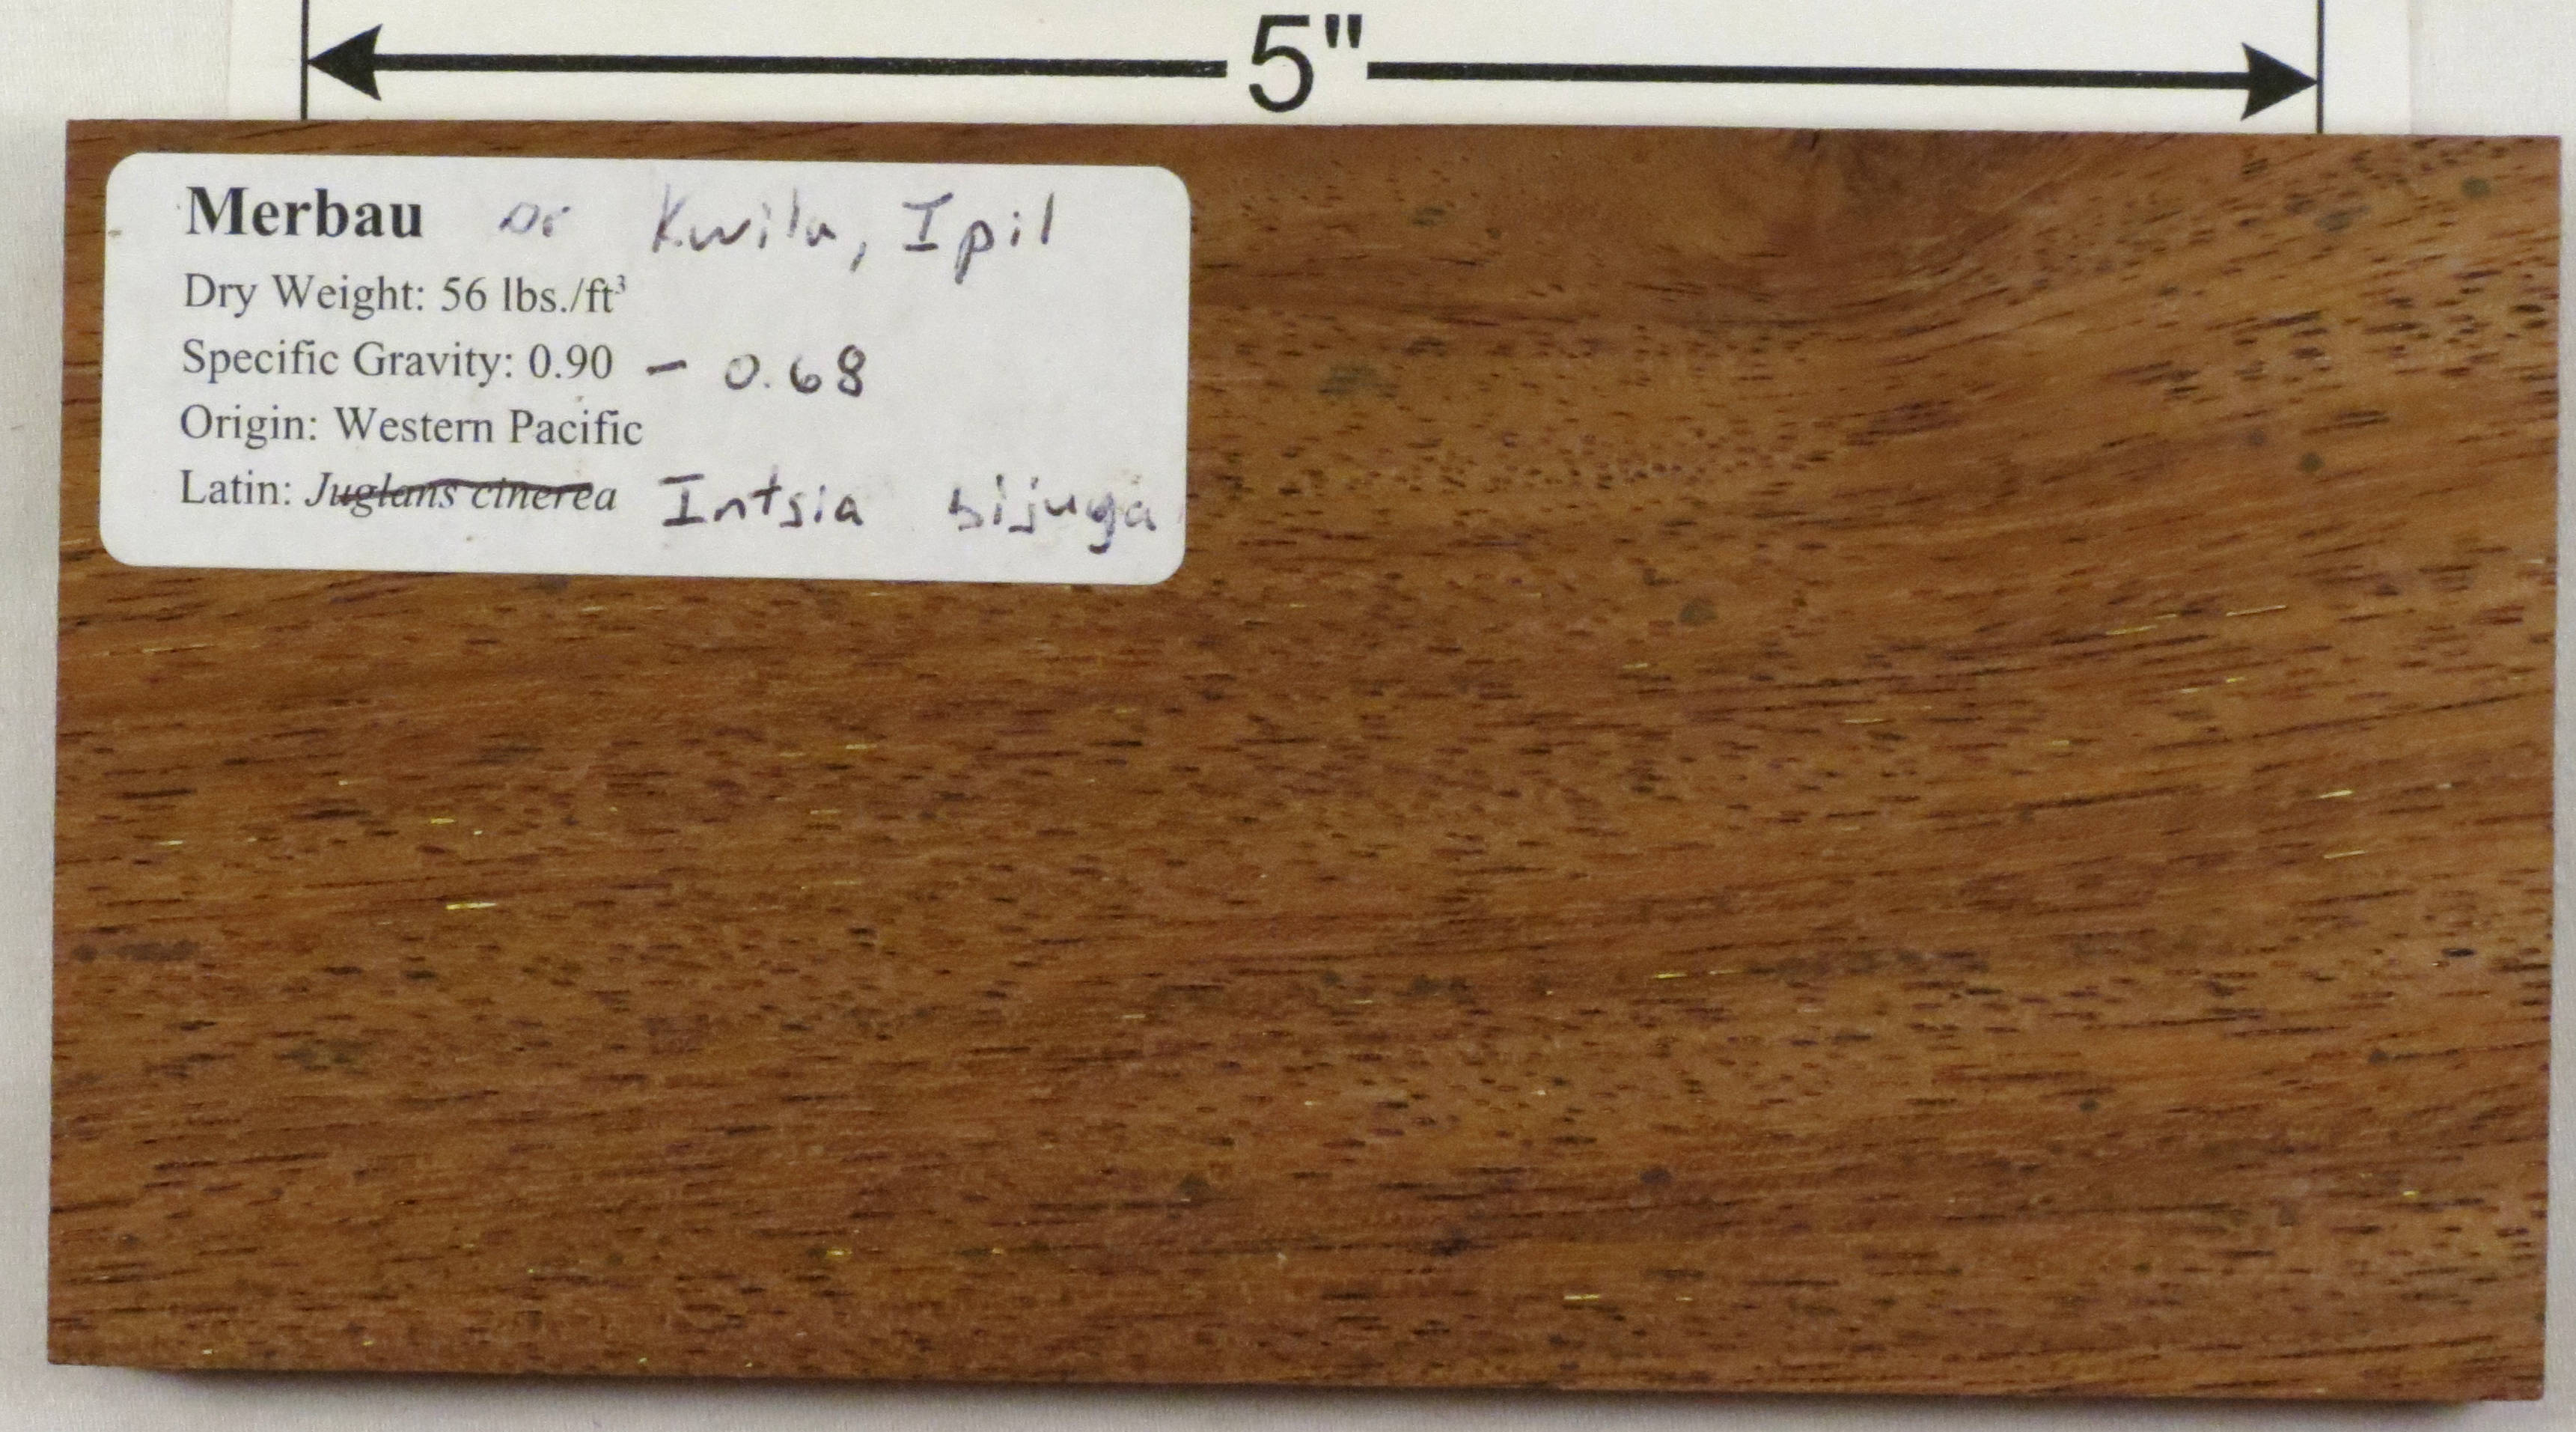 5"
Merbau or Kwila, Ipil
Dry Weight: 56 lbs./ft³
Specific Gravity: 0.90 - 0.68
Origin: Western Pacific
Latin: Juglans cinerea Intsia bijuga